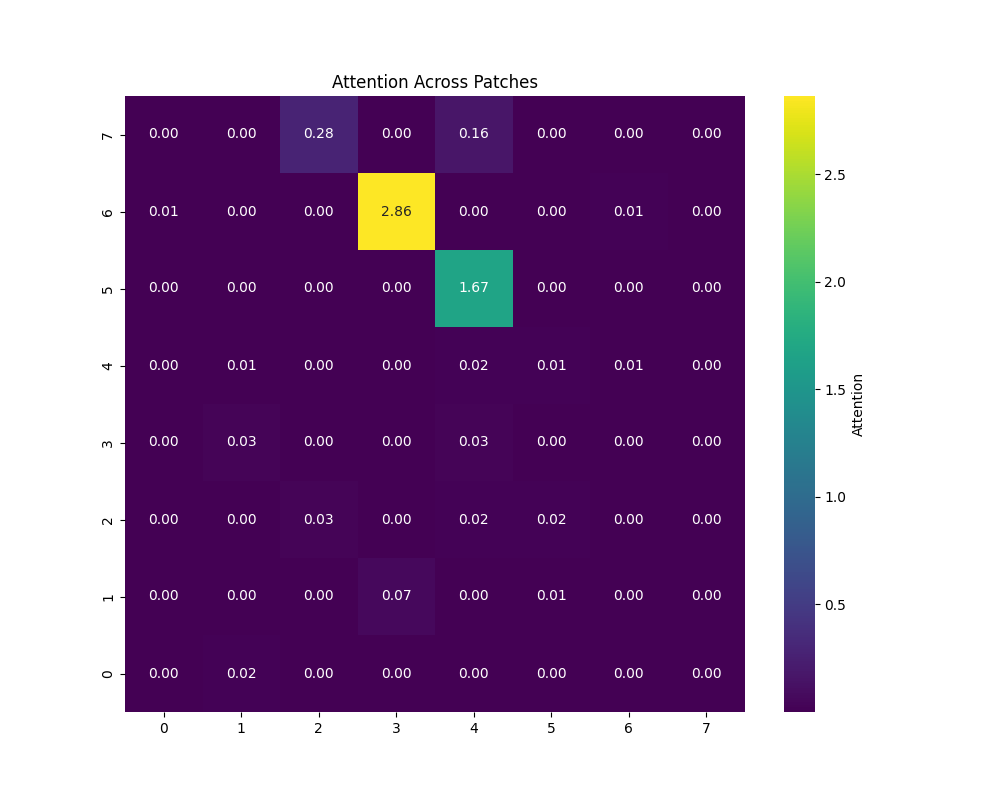 Attention Across Patches
7 0.00 0.00 0.28 0.00 0.16 0.00 0.00 0.00
6 0.01 0.00 0.00 2.86 0.00 0.00 0.01 0.00
5 0.00 0.00 0.00 0.00 1.67 0.00 0.00 0.00
4 0.00 0.01 0.00 0.00 0.02 0.01 0.01 0.00
3 0.00 0.03 0.00 0.00 0.03 0.00 0.00 0.00
2 0.00 0.00 0.03 0.00 0.02 0.02 0.00 0.00
1 0.00 0.00 0.00 0.07 0.00 0.01 0.00 0.00
0 0.00 0.02 0.00 0.00 0.00 0.00 0.00 0.00
0 1 2 3 4 5 6 7
2.5
2.0
1.5
1.0
0.5
Attention